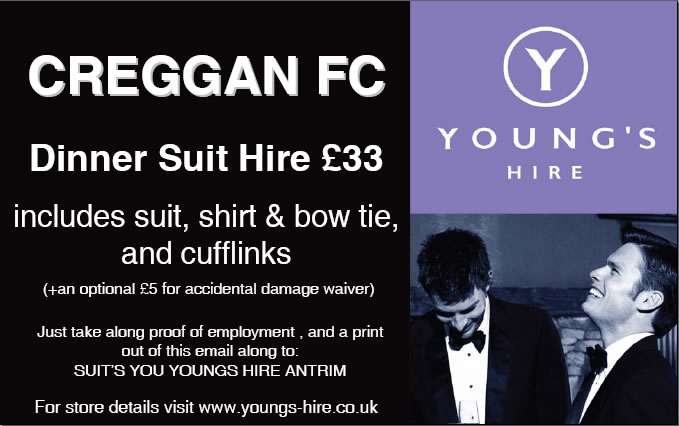 CREGGAN FC
Dinner Suit Hire £33
includes suit, shirt & bow tie,
and cufflinks
(+an optional £5 for accidental damage waiver)
Just take along proof of employment , and a print
out of this email along to:
SUIT'S YOU YOUNGS HIRE ANTRIM
For store details visit www.youngs-hire.co.uk
Y
YOUNG'S
HIRE